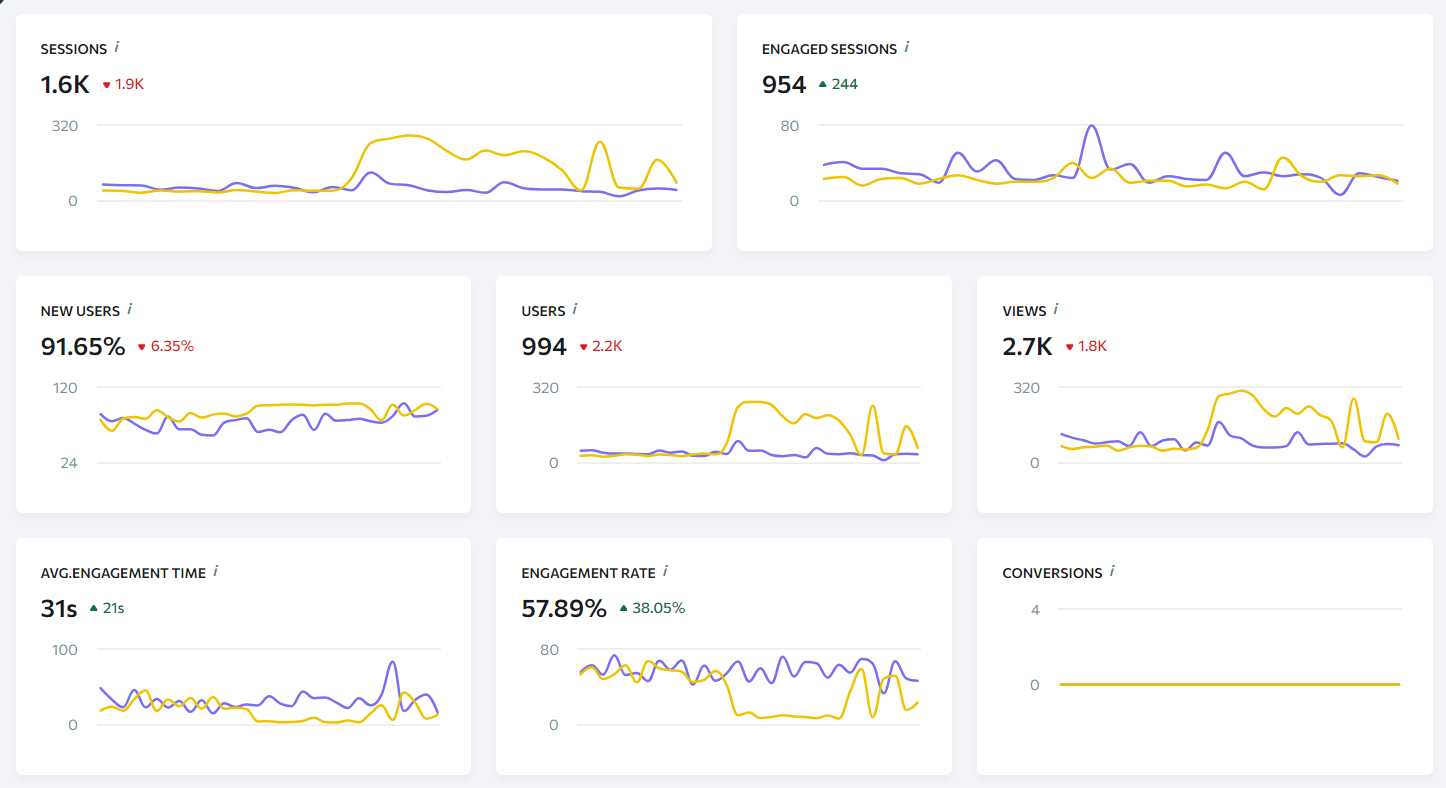 SESSIONS i
1.6K ▼ 1.9K
320
0
ENGAGED SESSIONS i
954 ▲ 244
80
0
NEW USERS i
91.65% ▼ 6.35%
120
24
USERS i
994 ▼ 2.2K
320
0
VIEWS i
2.7K ▼ 1.8K
320
0
AVG.ENGAGEMENT TIME i
31s ▲ 21s
100
0
ENGAGEMENT RATE i
57.89% ▲ 38.05%
80
0
CONVERSIONS i
4
0